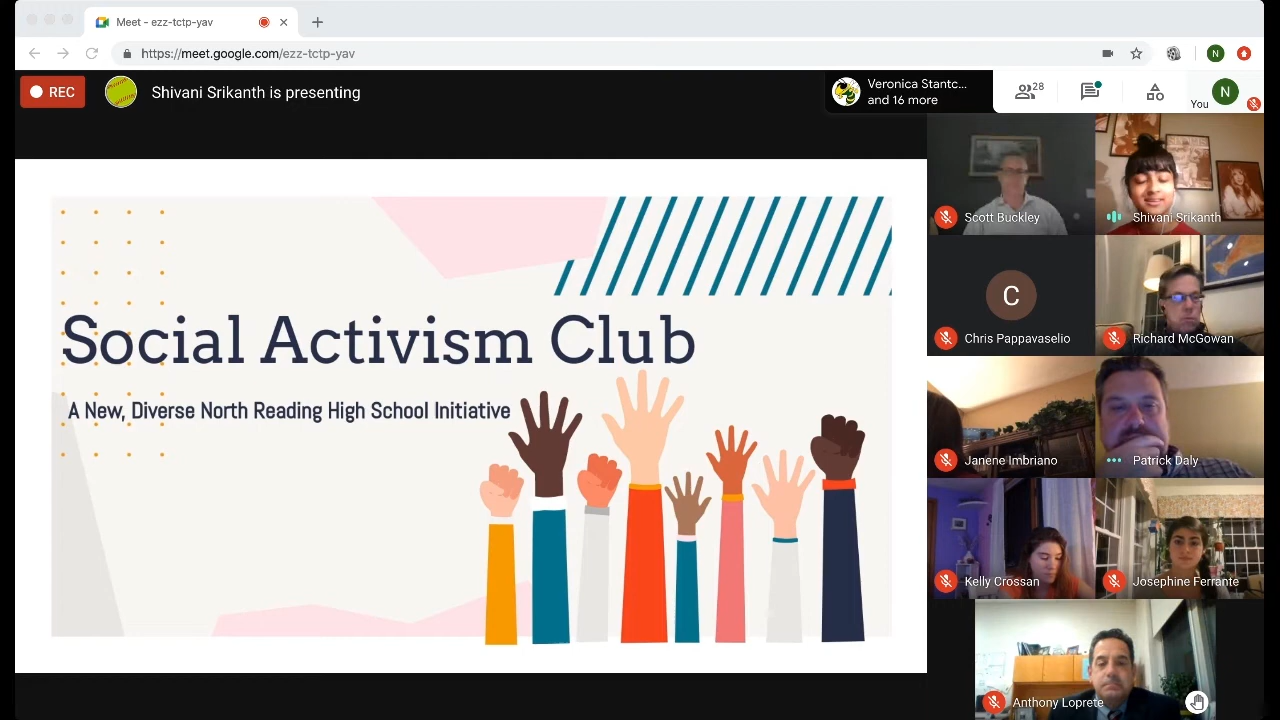 Meet - ezz-tctp-yav
https://meet.google.com/ezz-tctp-yav
N
REC
Shivani Srikanth is presenting
Veronica Stantc...
and 16 more
28
You
N
Social Activism Club
A New, Diverse North Reading High School Initiative
Scott Buckley
Shivani Srikanth
C
Chris Pappavaselio
Richard McGowan
Janene Imbriano
Patrick Daly
Kelly Crossan
Josephine Ferrante
Anthony Loprete